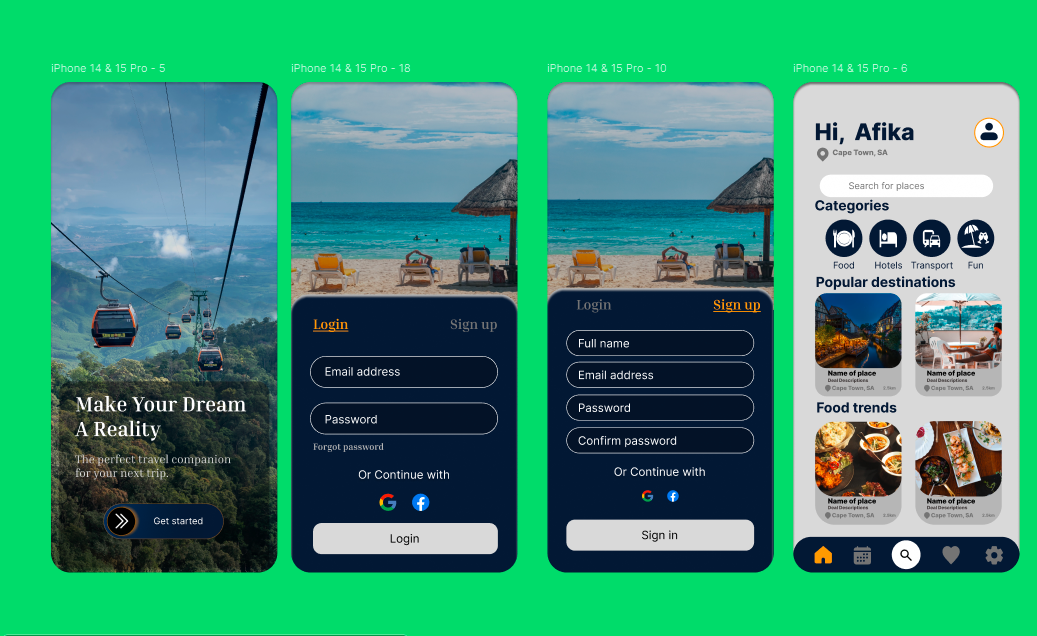 iPhone 14 & 15 Pro - 5
Make Your Dream
A Reality
The perfect travel companion
for your next trip.
Get started
iPhone 14 & 15 Pro - 18
Login
Sign up
Email address
Password
Forgot password
Or Continue with
Login
iPhone 14 & 15 Pro - 10
Login
Sign up
Full name
Email address
Password
Confirm password
Or Continue with
Sign in
iPhone 14 & 15 Pro - 6
Hi, Afika
Cape Town, SA
Search for places
Categories
Food Hotels Transport Fun
Popular destinations
Name of place
Deal Descriptions
Cape Town, SA
Name of place
Deal Descriptions
Cape Town, SA
Food trends
Name of place
Deal Descriptions
Cape Town, SA
Name of place
Deal Descriptions
Cape Town, SA